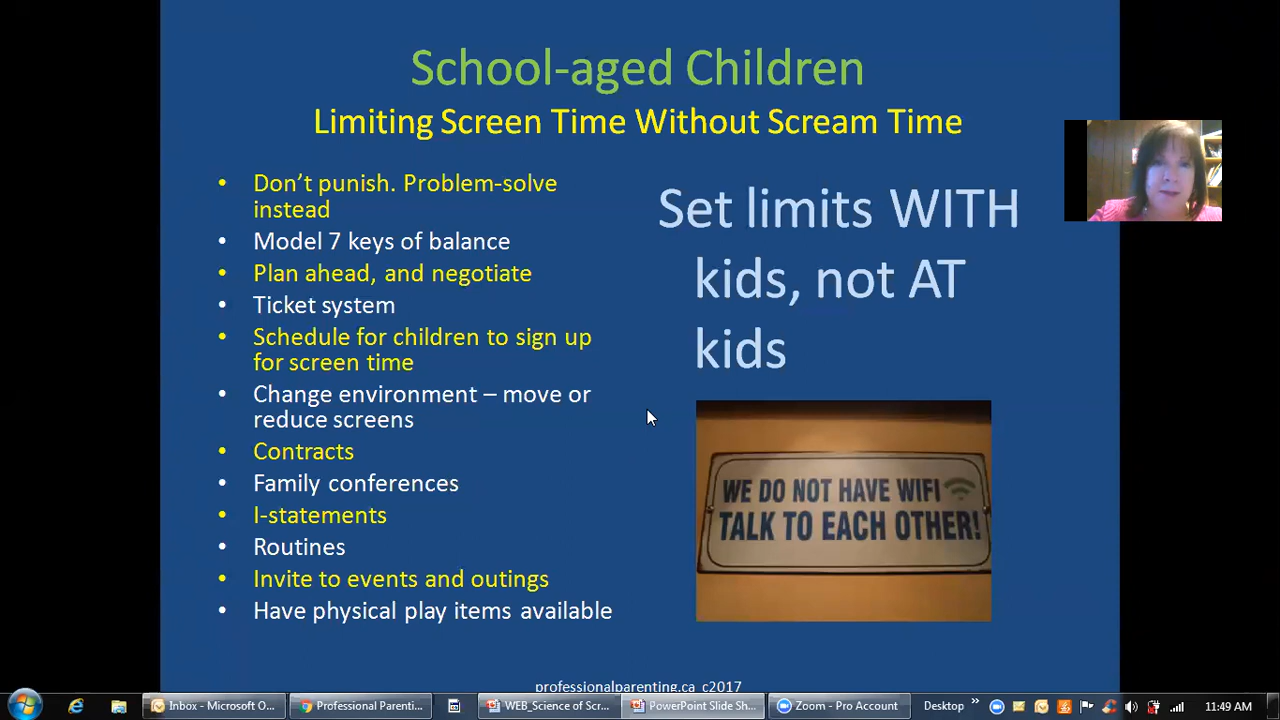 School-aged Children
Limiting Screen Time Without Scream Time
• Don’t punish. Problem-solve
instead
• Model 7 keys of balance
• Plan ahead, and negotiate
• Ticket system
• Schedule for children to sign up
for screen time
• Change environment – move or
reduce screens
• Contracts
• Family conferences
• I-statements
• Routines
• Invite to events and outings
• Have physical play items available
Set limits WITH
kids, not AT
kids
WE DO NOT HAVE WIFI
TALK TO EACH OTHER!
professionalparenting.ca c2017
Inbox - Microsoft O... Professional Parenti... WEB_Science of Scr... PowerPoint Slide Sh... Zoom - Pro Account Desktop » 11:49 AM